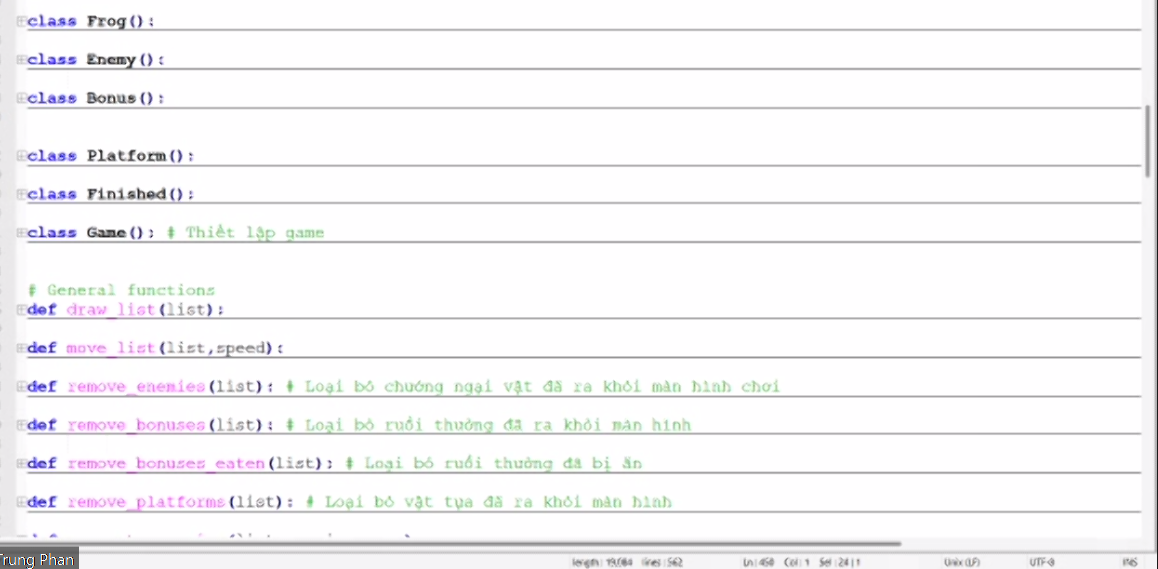 class Frog():
class Enemy():
class Bonus():
class Platform():
class Finished():
class Game(): # Thiết lập game
# General functions
def draw_list(list):
def move_list(list,speed):
def remove_enemies(list): # Loại bỏ chướng ngại vật đã ra khỏi màn hình chơi
def remove_bonuses(list): # Loại bỏ ruồi thưởng đã ra khỏi màn hình
def remove_bonuses_eaten(list): # Loại bỏ ruồi thưởng đã bị ăn
def remove_platforms(list): # Loại bỏ vật tựa đã ra khỏi màn hình
Trung Phan
length : 19,084 lines : 562 Ln : 450 Col : 1 Sel : 24 | 1 Unix (LF) UTF-8 INS